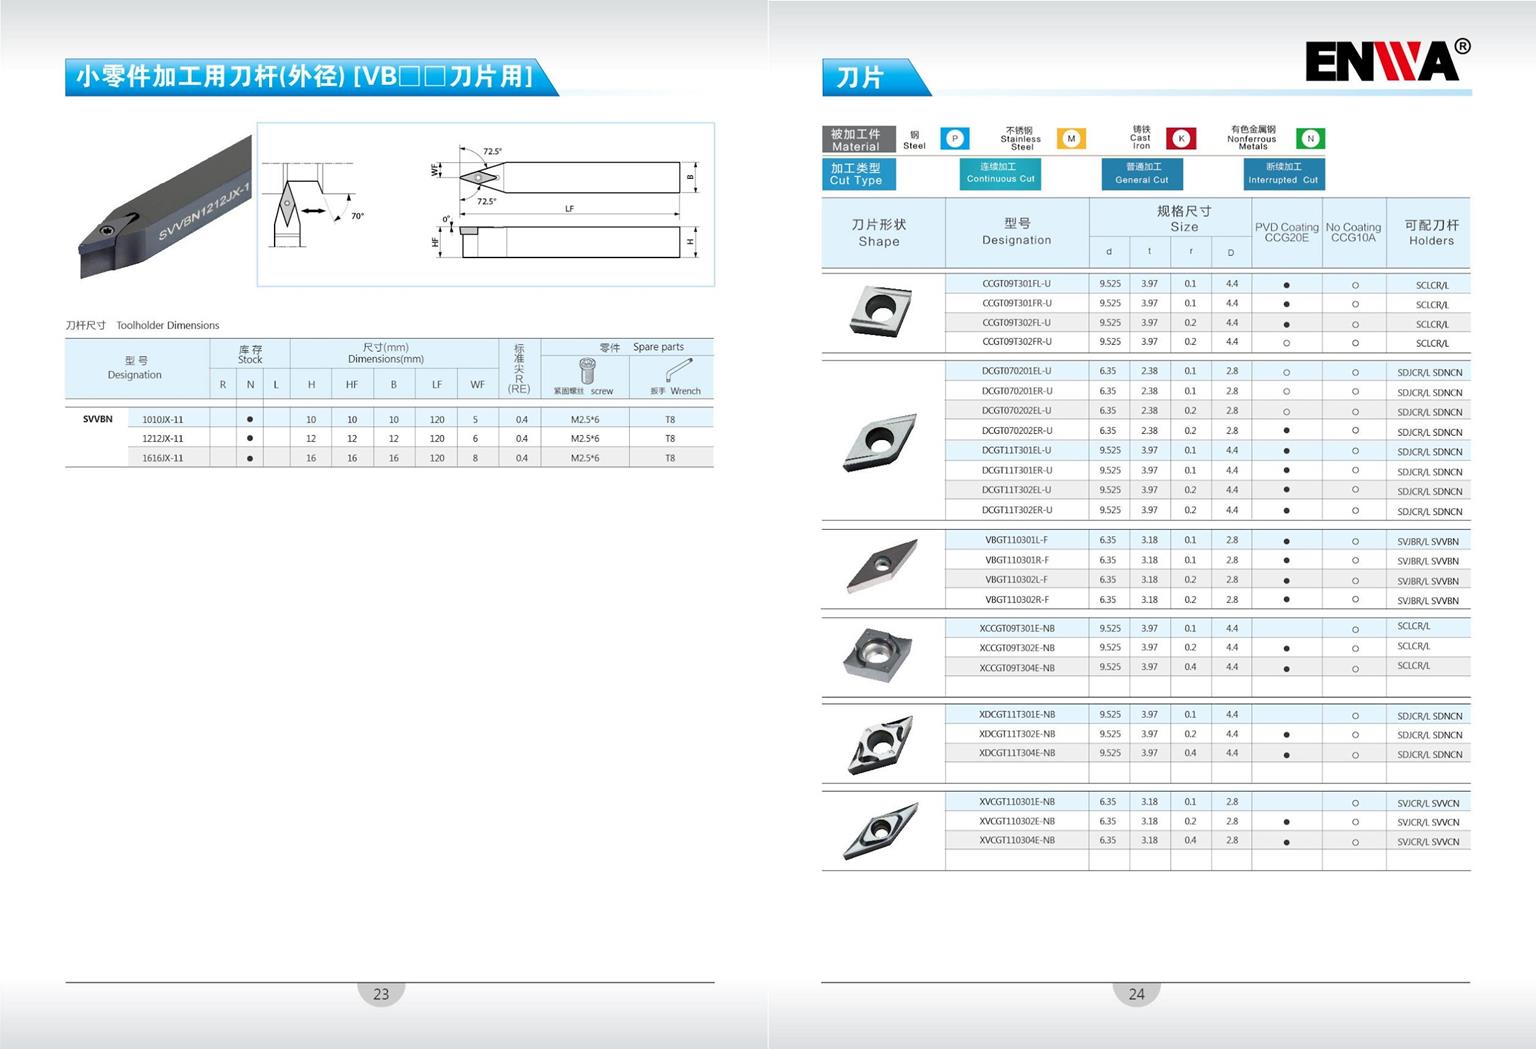 小零件加工用刀杆(外径) [VB□□刀片用]
SVVBN1212JX-1
72.5°
72.5°
70°
WF
B
LF
0°
HF
H
刀杆尺寸 Toolholder Dimensions
型 号
Designation
库 存
Stock
尺寸(mm)
Dimensions(mm)
标准尖R
(RE)
零件 Spare parts
R N L H HF B LF WF
紧固螺丝 screw
扳手 Wrench
SVVBN 1010JX-11 ● 10 10 10 120 5 0.4 M2.5*6 T8
1212JX-11 ● 12 12 12 120 6 0.4 M2.5*6 T8
1616JX-11 ● 16 16 16 120 8 0.4 M2.5*6 T8
23
ENWA®
刀片
被加工件
Material
钢
Steel
P
不锈钢
Stainless
Steel
M
铸铁
Cast
Iron
K
有色金属钢
Nonferrous
Metals
N
加工类型
Cut Type
连续加工
Continuous Cut
普通加工
General Cut
断续加工
Interrupted Cut
刀片形状
Shape
型号
Designation
规格尺寸
Size
d t r D
PVD Coating
CCG20E
No Coating
CCG10A
可配刀杆
Holders
CCGT09T301FL-U 9.525 3.97 0.1 4.4 ● ○ SCLCR/L
CCGT09T301FR-U 9.525 3.97 0.1 4.4 ● ○ SCLCR/L
CCGT09T302FL-U 9.525 3.97 0.2 4.4 ● ○ SCLCR/L
CCGT09T302FR-U 9.525 3.97 0.2 4.4 ○ ○ SCLCR/L
DCGT070201EL-U 6.35 2.38 0.1 2.8 ○ ○ SDJCR/L SDNCN
DCGT070201ER-U 6.35 2.38 0.1 2.8 ○ ○ SDJCR/L SDNCN
DCGT070202EL-U 6.35 2.38 0.2 2.8 ○ ○ SDJCR/L SDNCN
DCGT070202ER-U 6.35 2.38 0.2 2.8 ● ○ SDJCR/L SDNCN
DCGT11T301EL-U 9.525 3.97 0.1 4.4 ● ○ SDJCR/L SDNCN
DCGT11T301ER-U 9.525 3.97 0.1 4.4 ● ○ SDJCR/L SDNCN
DCGT11T302EL-U 9.525 3.97 0.2 4.4 ● ○ SDJCR/L SDNCN
DCGT11T302ER-U 9.525 3.97 0.2 4.4 ● ○ SDJCR/L SDNCN
VBGT110301L-F 6.35 3.18 0.1 2.8 ● ○ SVJBR/L SVVBN
VBGT110301R-F 6.35 3.18 0.1 2.8 ● ○ SVJBR/L SVVBN
VBGT110302L-F 6.35 3.18 0.2 2.8 ● ○ SVJBR/L SVVBN
VBGT110302R-F 6.35 3.18 0.2 2.8 ● ○ SVJBR/L SVVBN
XCCGT09T301E-NB 9.525 3.97 0.1 4.4 ○ SCLCR/L
XCCGT09T302E-NB 9.525 3.97 0.2 4.4 ● ○ SCLCR/L
XCCGT09T304E-NB 9.525 3.97 0.4 4.4 ● ○ SCLCR/L
XDCGT11T301E-NB 9.525 3.97 0.1 4.4 ○ SDJCR/L SDNCN
XDCGT11T302E-NB 9.525 3.97 0.2 4.4 ● ○ SDJCR/L SDNCN
XDCGT11T304E-NB 9.525 3.97 0.4 4.4 ● ○ SDJCR/L SDNCN
XVCGT110301E-NB 6.35 3.18 0.1 2.8 ○ SVJCR/L SVVCN
XVCGT110302E-NB 6.35 3.18 0.2 2.8 ● ○ SVJCR/L SVVCN
XVCGT110304E-NB 6.35 3.18 0.4 2.8 ● ○ SVJCR/L SVVCN
24